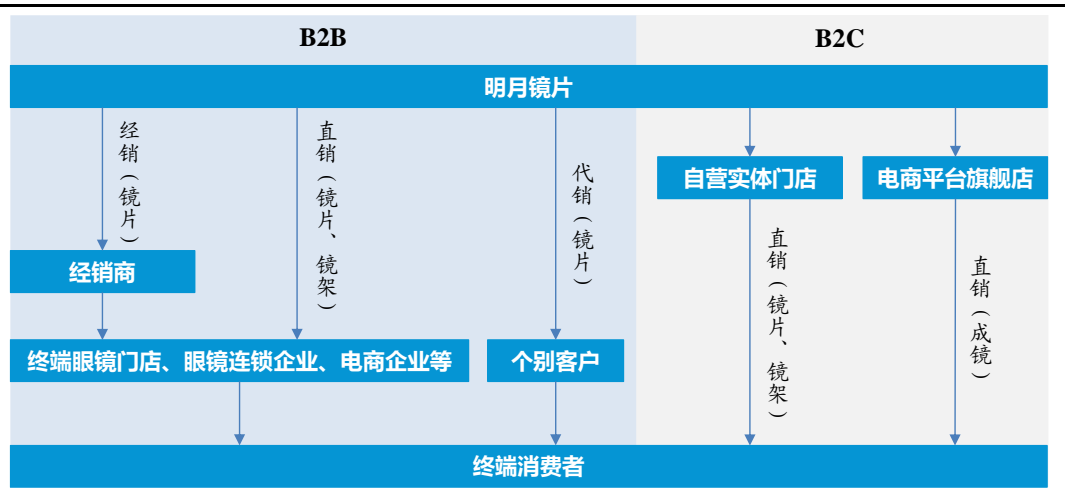 B2B
B2C
明月镜片
经销（镜片）
直销（镜片、镜架）
代销（镜片）
自营实体门店
电商平台旗舰店
经销商
直销（镜片、镜架）
直销（成镜）
终端眼镜门店、眼镜连锁企业、电商企业等
个别客户
终端消费者